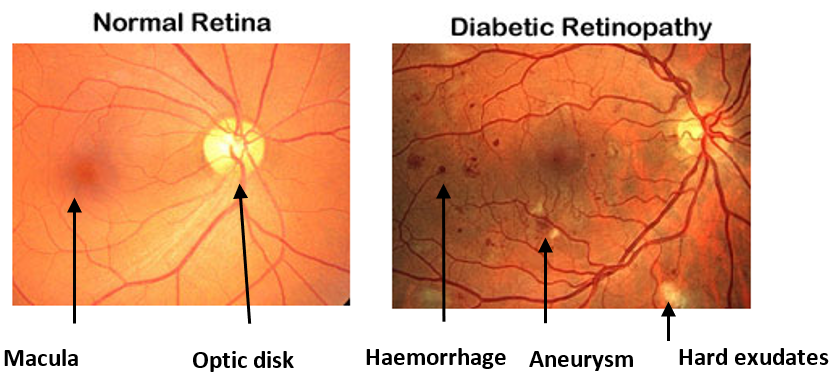 Normal Retina
Diabetic Retinopathy
Macula
Optic disk
Haemorrhage
Aneurysm
Hard exudates